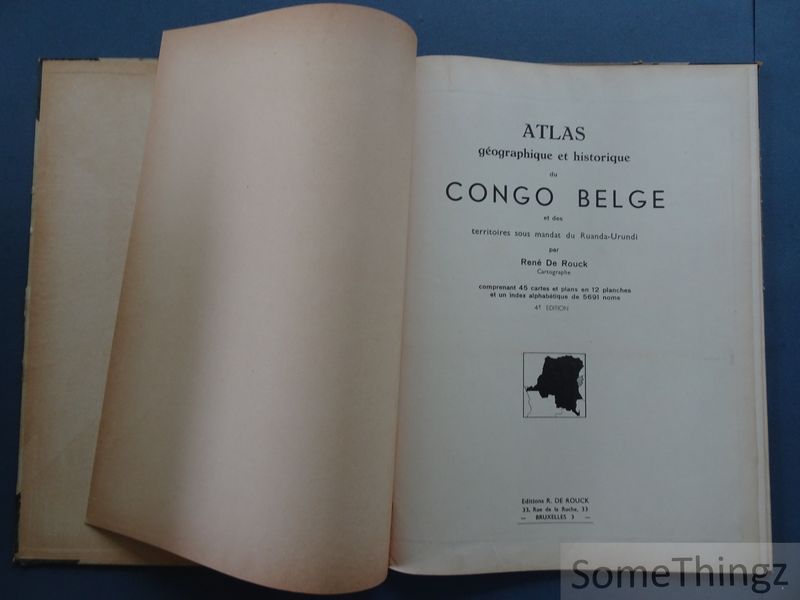 ATLAS
géographique et historique
du
CONGO BELGE
et des
territoires sous mandat du Ruanda-Urundi
par
René De Rouck
Cartographe
comprenant 45 cartes et plans en 12 planches
et un index alphabétique de 5691 noms
4e EDITION
Editions R. DE ROUCK
33, Rue de la Roche, 33
— BRUXELLES 3 —
SomeThingz